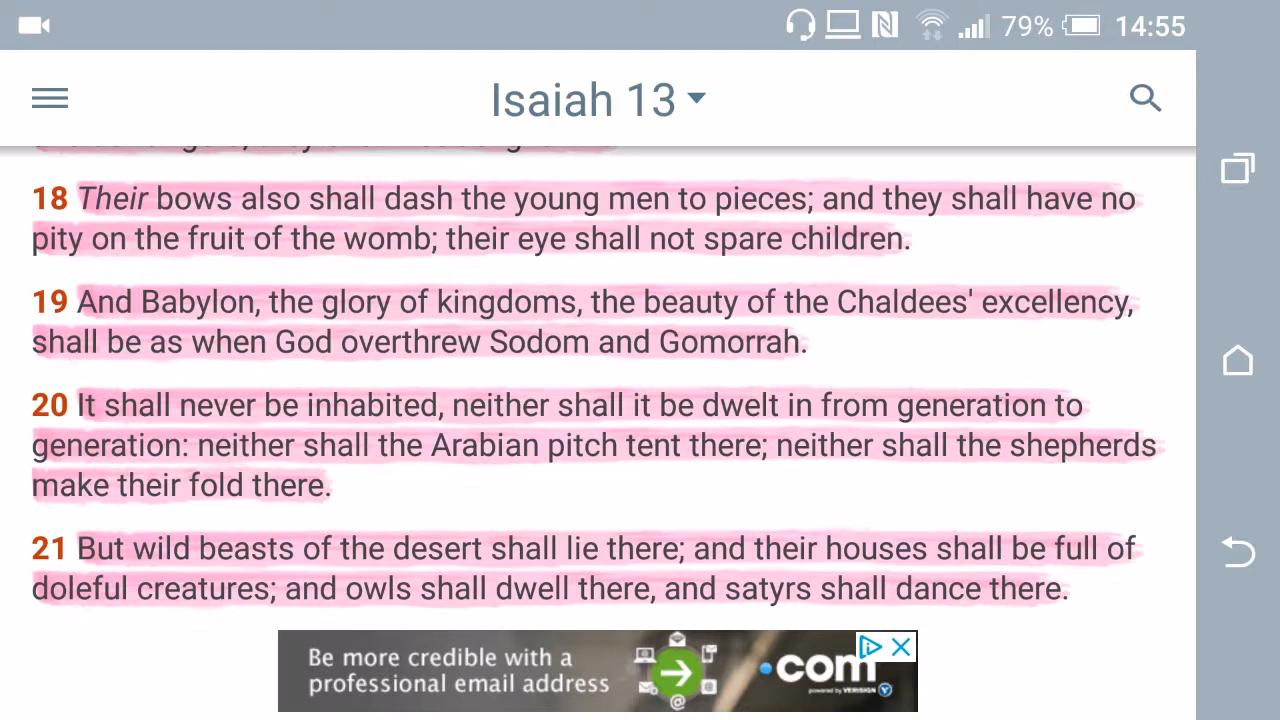 79% 14:55
Isaiah 13
18 Their bows also shall dash the young men to pieces; and they shall have no
pity on the fruit of the womb; their eye shall not spare children.
19 And Babylon, the glory of kingdoms, the beauty of the Chaldees' excellency,
shall be as when God overthrew Sodom and Gomorrah.
20 It shall never be inhabited, neither shall it be dwelt in from generation to
generation: neither shall the Arabian pitch tent there; neither shall the shepherds
make their fold there.
21 But wild beasts of the desert shall lie there; and their houses shall be full of
doleful creatures; and owls shall dwell there, and satyrs shall dance there.
Be more credible with a
professional email address
.com
powered by VERISIGN